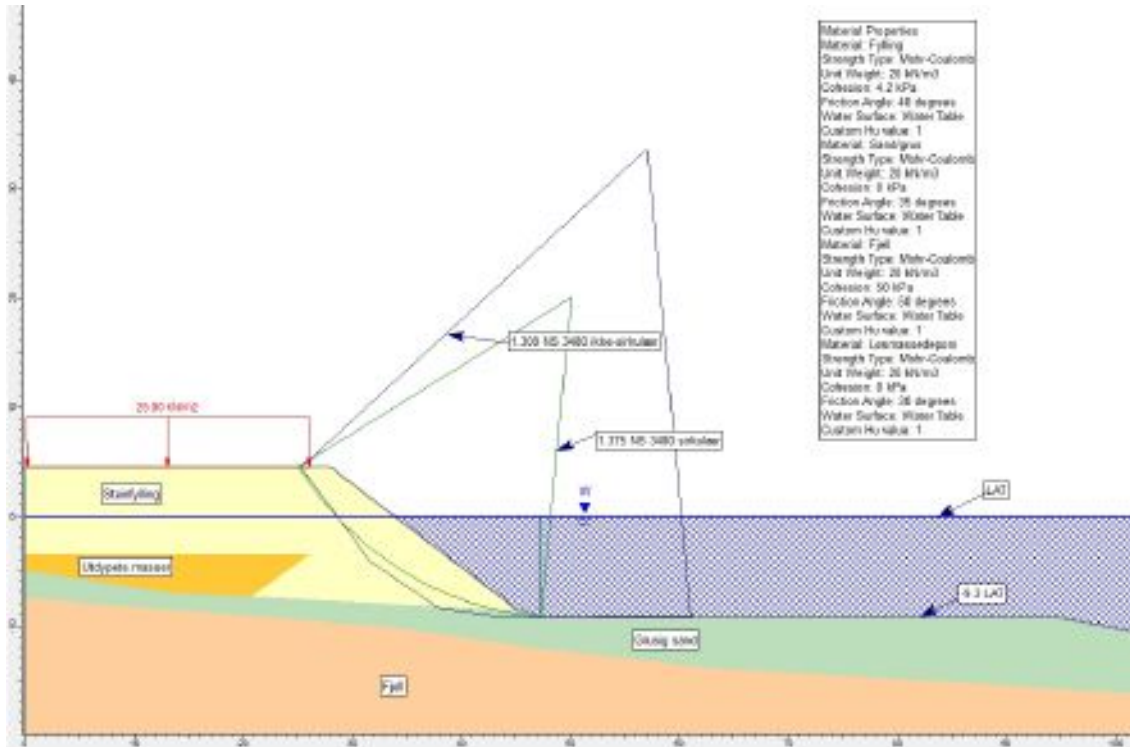 Material Properties
Material: Fylling
Strength Type: Mohr-Coulomb
Unit Weight: 20 kN/m3
Cohesion: 4.2 kPa
Friction Angle: 40 degrees
Water Surface: Water Table
Custom Hu value: 1
Material: Sand/grus
Strength Type: Mohr-Coulomb
Unit Weight: 20 kN/m3
Cohesion: 0 kPa
Friction Angle: 35 degrees
Water Surface: Water Table
Custom Hu value: 1
Material: Fjell
Strength Type: Mohr-Coulomb
Unit Weight: 20 kN/m3
Cohesion: 50 kPa
Friction Angle: 50 degrees
Water Surface: Water Table
Custom Hu value: 1
Material: Løsmassedeponi
Strength Type: Mohr-Coulomb
Unit Weight: 20 kN/m3
Cohesion: 0 kPa
Friction Angle: 30 degrees
Water Surface: Water Table
Custom Hu value: 1
NS 3480 ikke-sirkulær
1.375 NS 3480 sirkulær
Steinfylling
W
LAT
Utdypete masser
-9.3 LAT
Grusig sand
Fjell